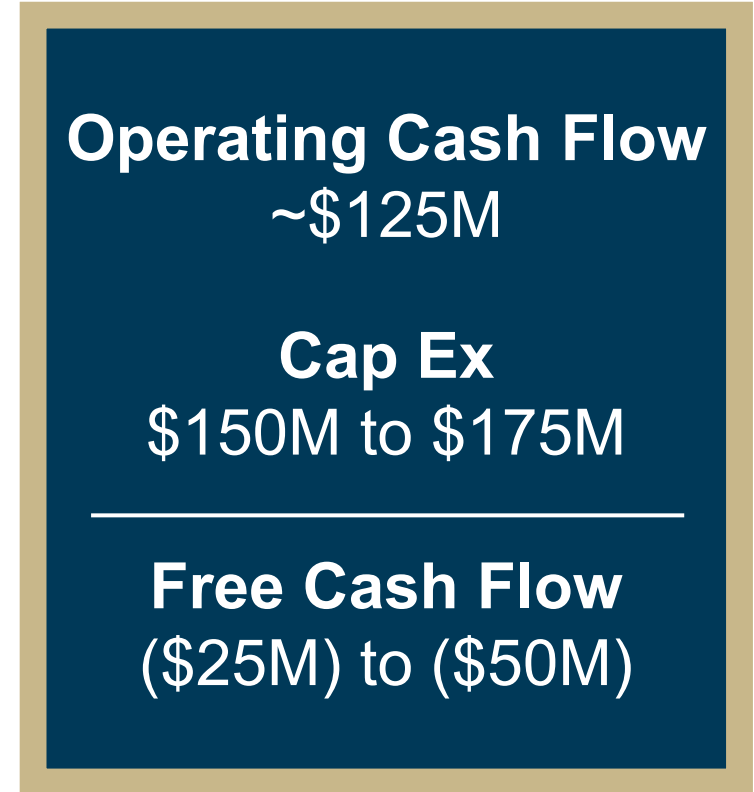 Operating Cash Flow
~$125M
Cap Ex
$150M to $175M
Free Cash Flow
($25M) to ($50M)